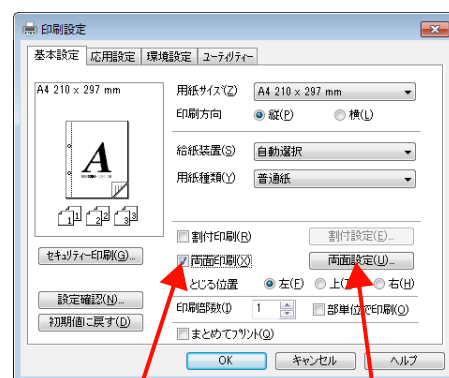 印刷設定
基本設定 応用設定 環境設定 ユーティリティー
A4 210 × 297 mm
用紙サイズ(Z) A4 210 × 297 mm
印刷方向 縦(P) 横(L)
給紙装置(S) 自動選択
用紙種類(Y) 普通紙
A
1 1 2 2 3 3
割付印刷(R) 割付設定(E)...
セキュリティー印刷(G)...
両面印刷(X) 両面設定(U)...
とじる位置 左(F) 上( 右(H)
設定確認(N)...
印刷部数(I) 1 部単位で印刷(O)
初期値に戻す(D)
まとめてプリント(Q)
OK キャンセル ヘルプ